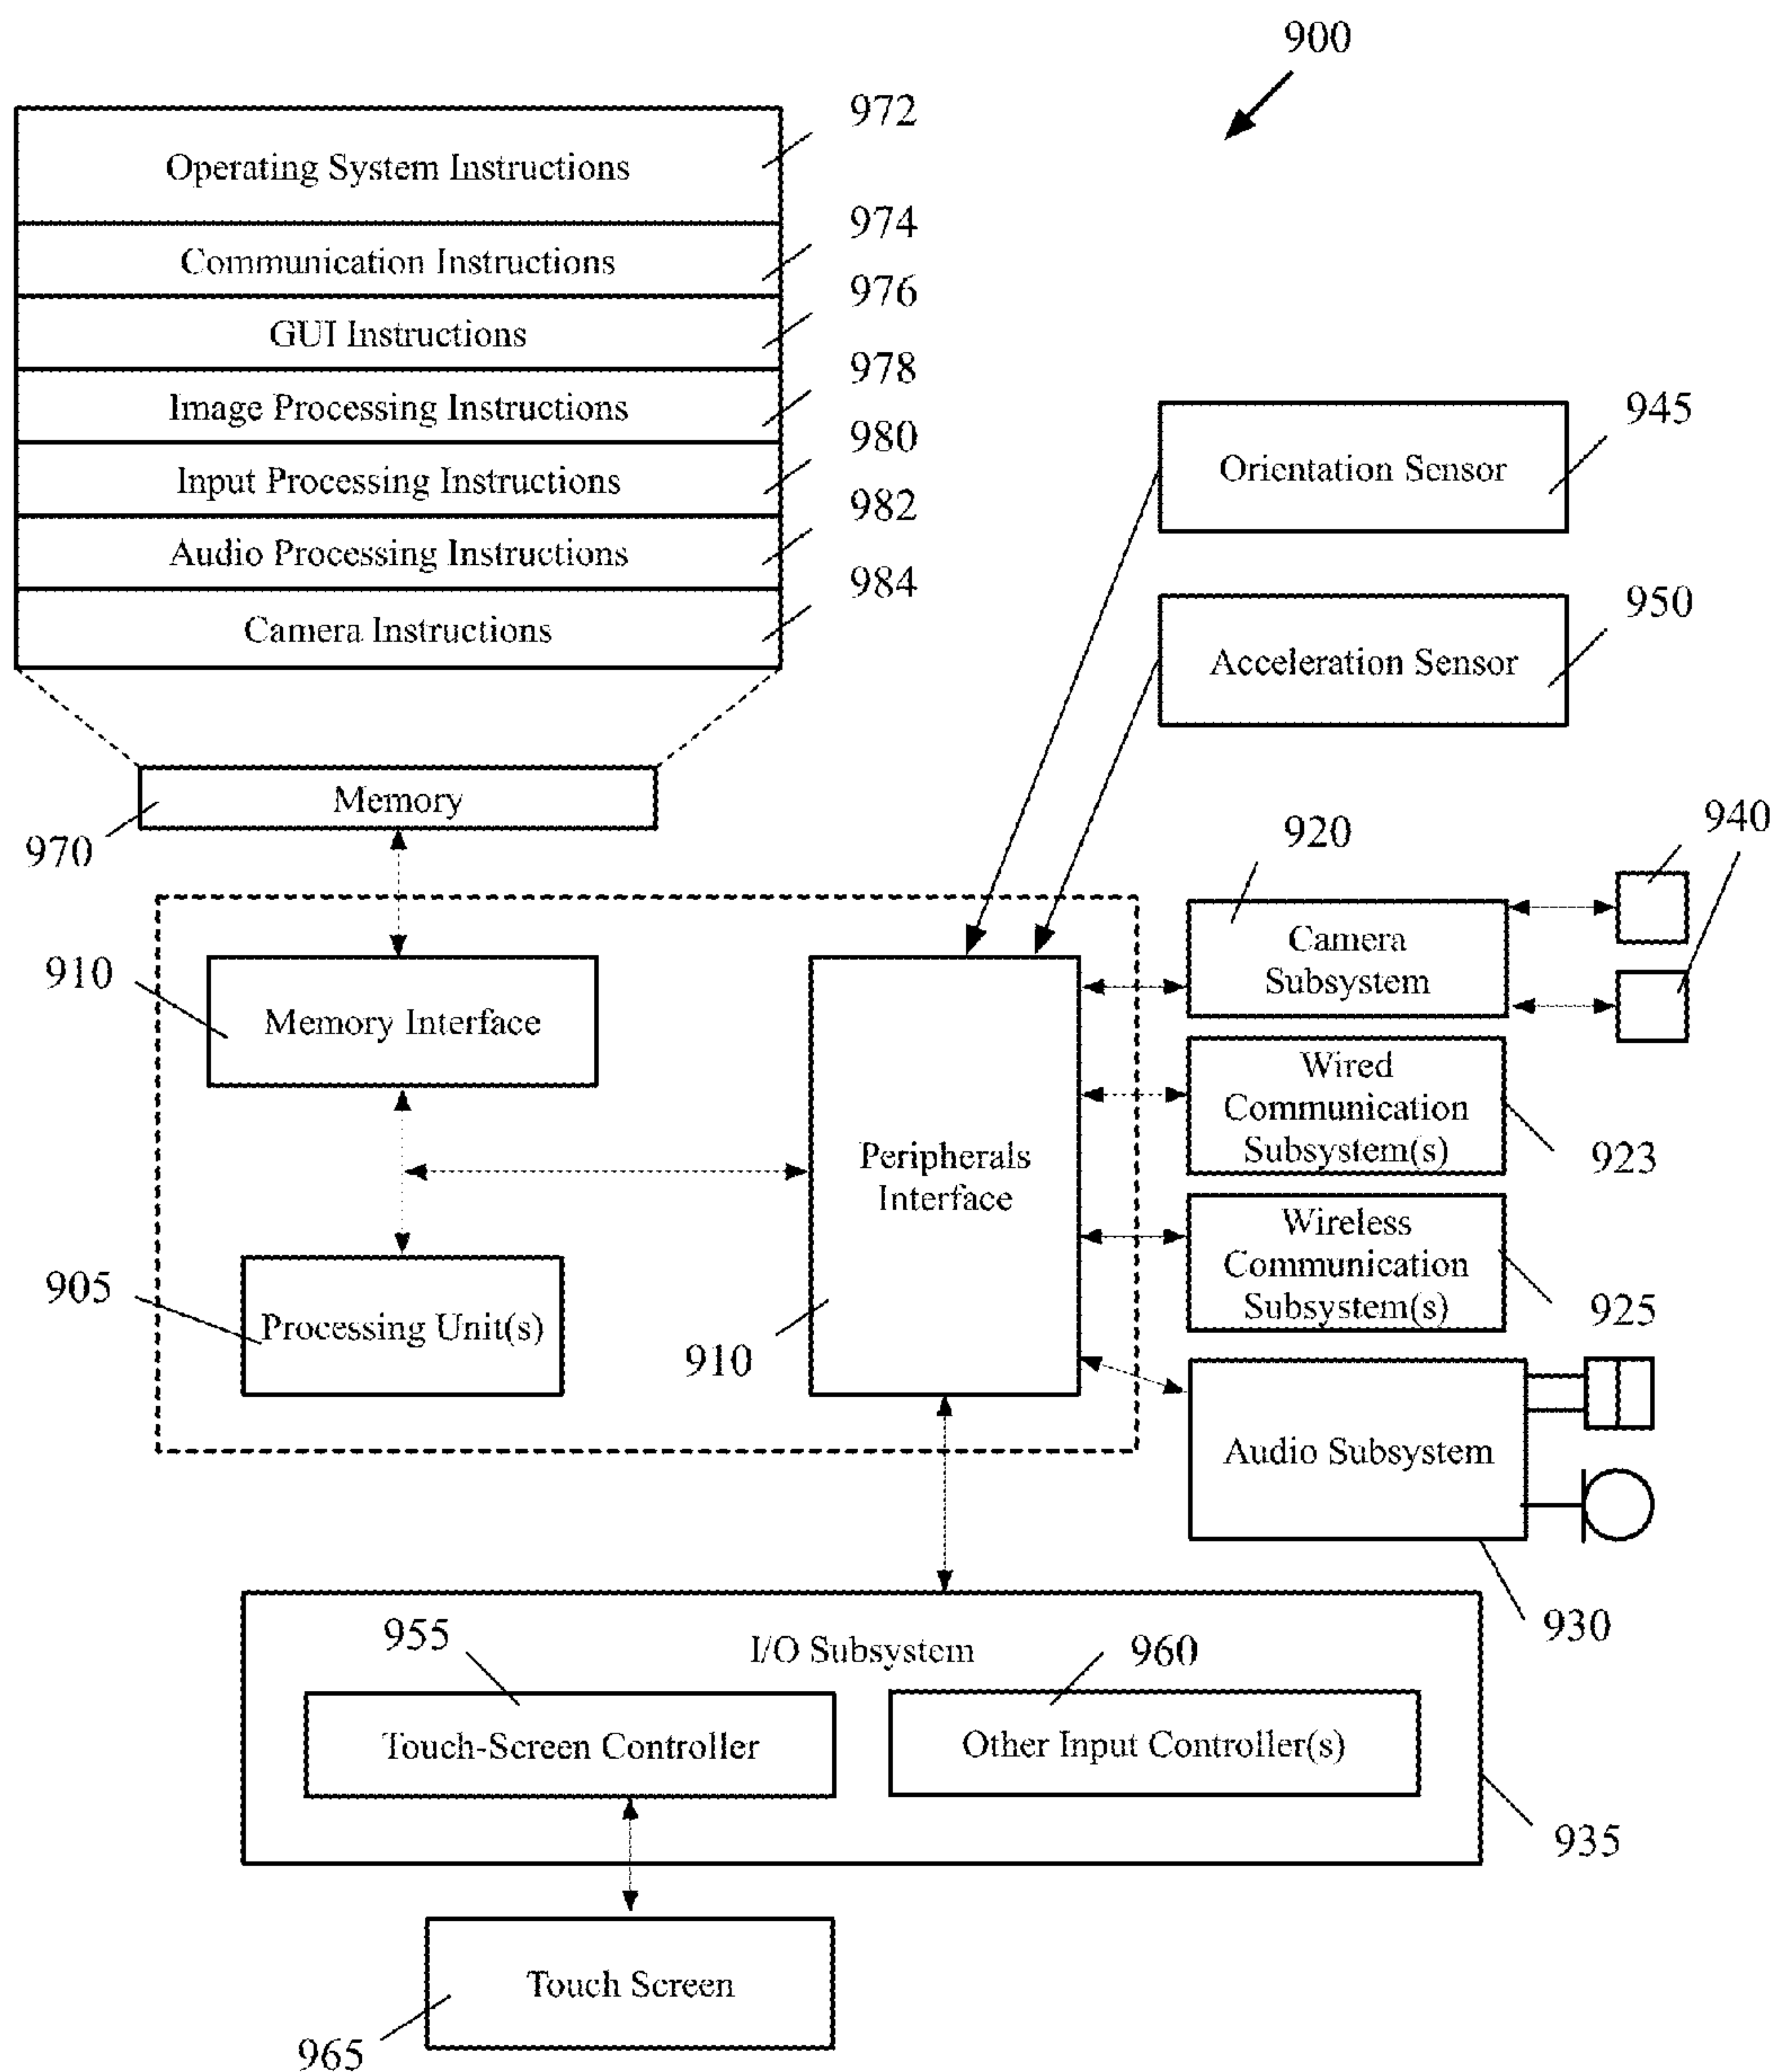 900
972
Operating System Instructions
974
Communication Instructions
976
GUI Instructions
978
Image Processing Instructions
980
Input Processing Instructions
982
Audio Processing Instructions
984
Camera Instructions
945
Orientation Sensor
950
Acceleration Sensor
Memory
970
920
940
Camera
Subsystem
910
Memory Interface
Wired
Communication
Subsystem(s)
923
Peripherals
Interface
910
Wireless
Communication
Subsystem(s)
925
905
Processing Unit(s)
Audio Subsystem
930
I/O Subsystem
955
Touch-Screen Controller
960
Other Input Controller(s)
935
Touch Screen
965